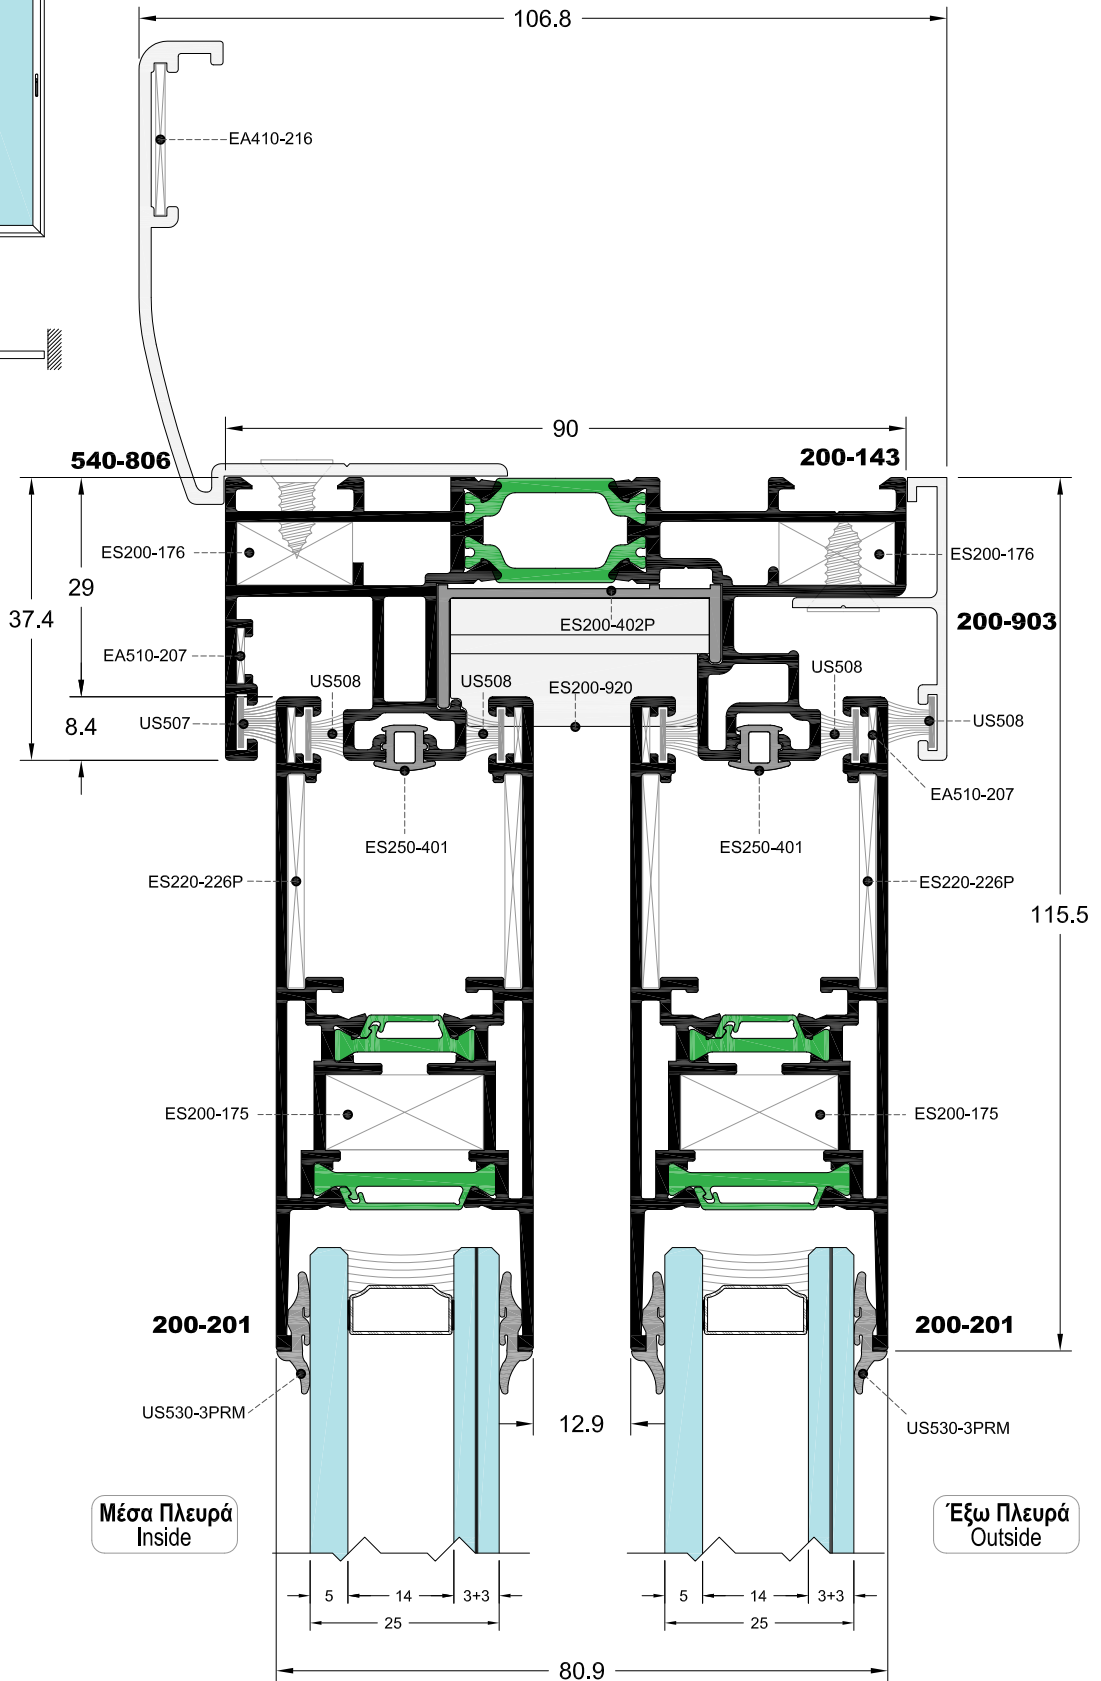 106.8
EA410-216
90
540-806
200-143
ES200-176
ES200-176
29
37.4
ES200-402P
200-903
EA510-207
US508
US508
ES200-920
US508
US507
8.4
US508
EA510-207
ES250-401
ES250-401
ES220-226P
ES220-226P
115.5
ES200-175
ES200-175
200-201
200-201
US530-3PRM
12.9
US530-3PRM
Μέσα Πλευρά
Inside
Έξω Πλευρά
Outside
5 14 3+3
5 14 3+3
25
25
80.9